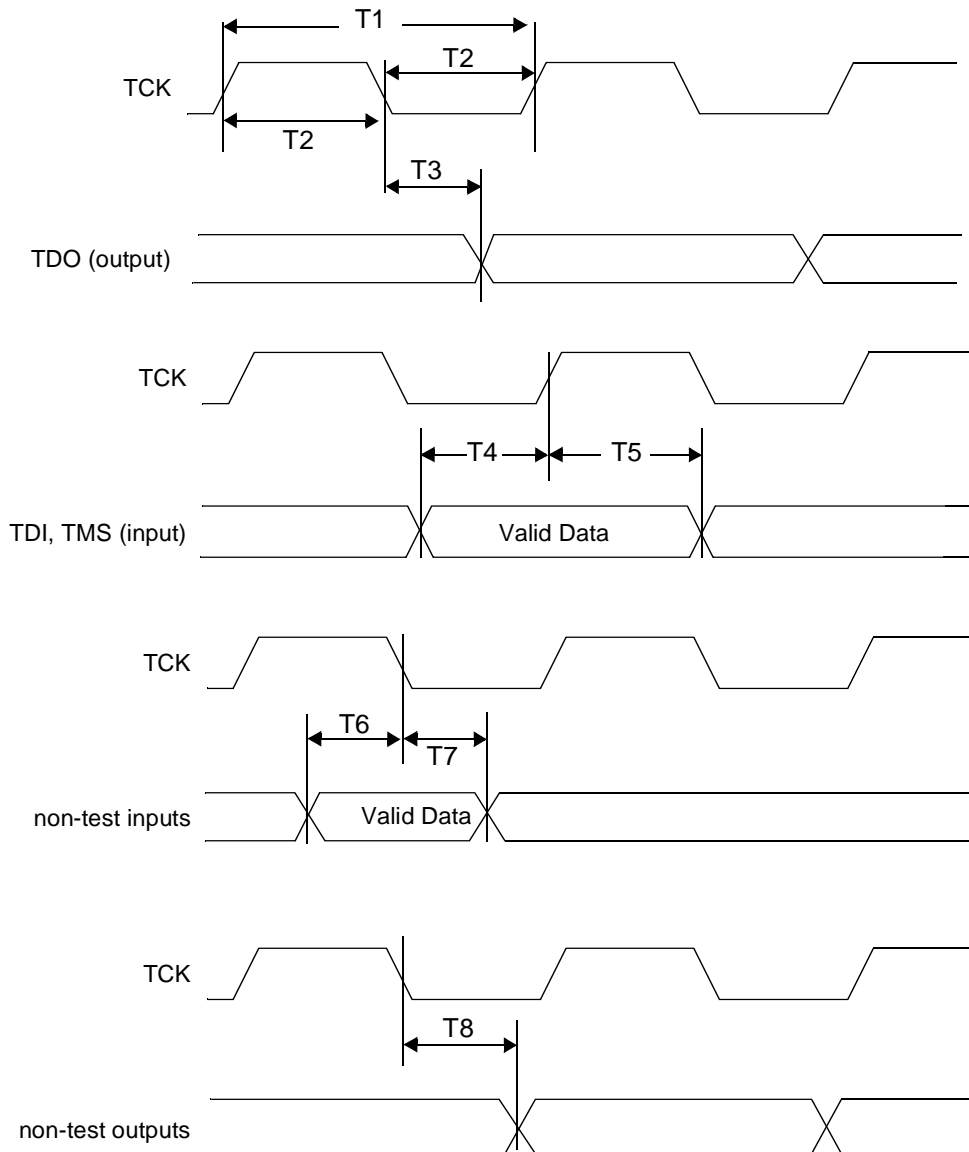 T1
T2
TCK
T2
T3
TDO (output)
TCK
T4
T5
TDI, TMS (input)
Valid Data
TCK
T6
T7
non-test inputs
Valid Data
TCK
T8
non-test outputs